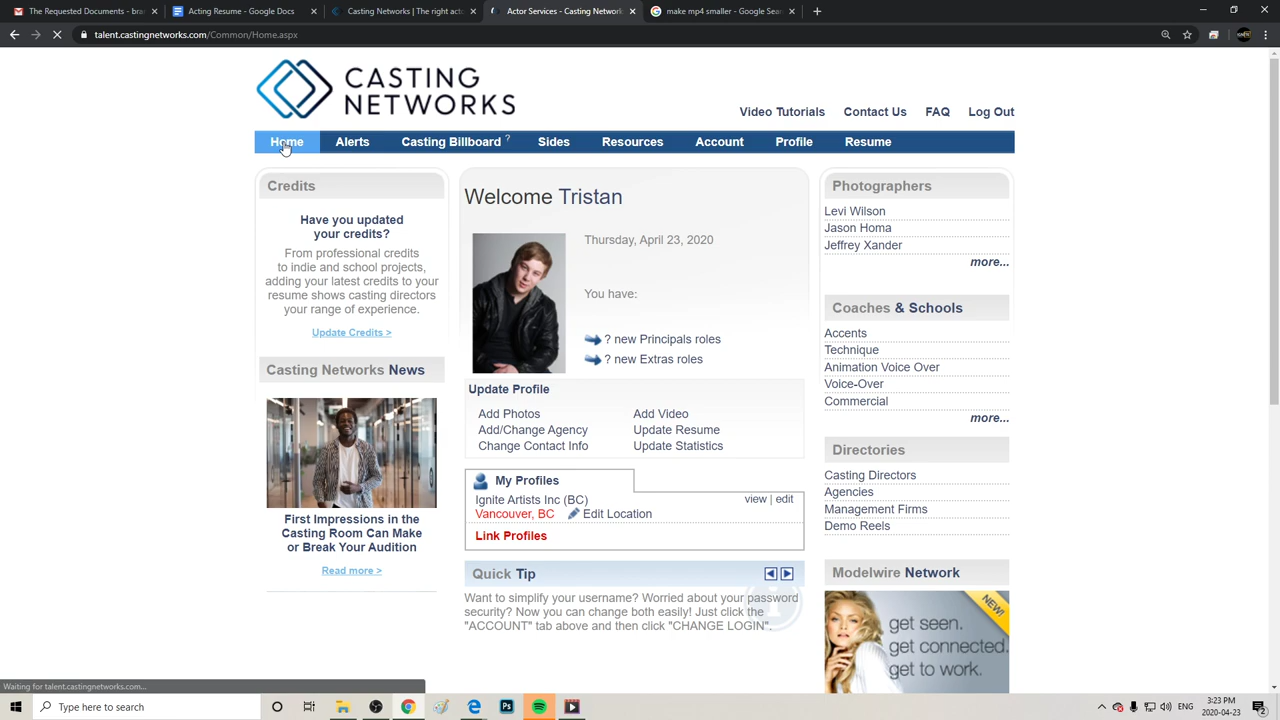 Required Documents - bra
Acting Resume - Google Docs
Casting Networks | The right acto
Actor Services - Casting Network
make mp4 smaller - Google Sear
talent.castingnetworks.com/Common/Home.aspx
CASTING
NETWORKS
Video Tutorials Contact Us FAQ Log Out
Home Alerts Casting Billboard ? Sides Resources Account Profile Resume
Credits
Have you updated
your credits?
From professional credits
to indie and school projects,
adding your latest credits to your
resume shows casting directors
your range of experience.
Update Credits >
Casting Networks News
First Impressions in the
Casting Room Can Make
or Break Your Audition
Read more >
Welcome Tristan
Thursday, April 23, 2020
You have:
? new Principals roles
? new Extras roles
Update Profile
Add Photos Add Video
Add/Change Agency Update Resume
Change Contact Info Update Statistics
My Profiles
Ignite Artists Inc (BC) view | edit
Vancouver, BC Edit Location
Link Profiles
Quick Tip
Want to simplify your username? Worried about your password
security? Now you can change both easily! Just click the
"ACCOUNT" tab above and then click "CHANGE LOGIN".
Photographers
Levi Wilson
Jason Homa
Jeffrey Xander
more...
Coaches & Schools
Accents
Technique
Animation Voice Over
Voice-Over
Commercial
more...
Directories
Casting Directors
Agencies
Management Firms
Demo Reels
Modelwire Network
NEW!
get seen.
get connected.
get to work.
Waiting for talent.castingnetworks.com...
Type here to search
ENG
3:23 PM
2020-04-23